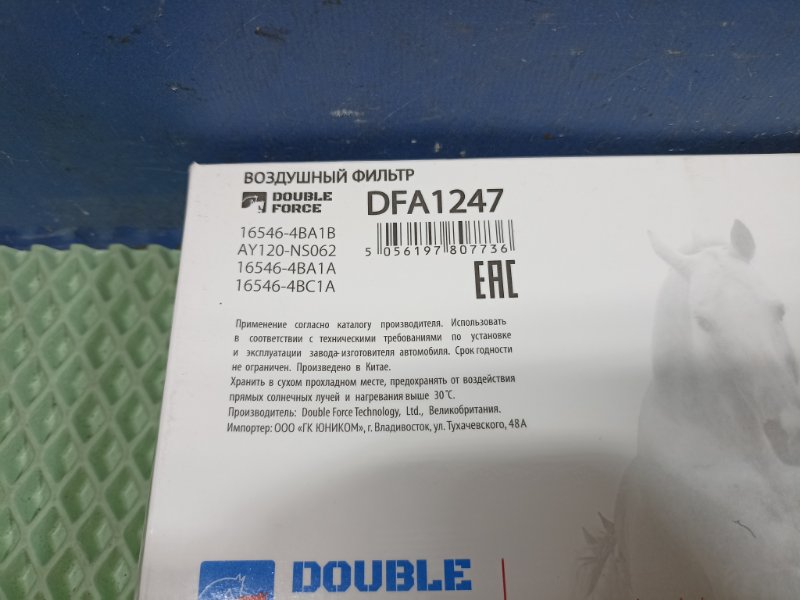 ВОЗДУШНЫЙ ФИЛЬТР
DOUBLE FORCE
DFA1247
16546-4BA1B
AY120-NS062
16546-4BA1A
16546-4BC1A
5 056197 807736
EAC
Применение согласно каталогу производителя. Использовать
в соответствии с техническими требованиями по установке
и эксплуатации завода-изготовителя автомобиля. Срок годности
не ограничен. Произведено в Китае.
Хранить в сухом прохладном месте, предохранять от воздействия
прямых солнечных лучей и нагревания выше 30°С.
Производитель: Double Force Technology, Ltd., Великобритания.
Импортер: ООО «ГК ЮНИКОМ», г. Владивосток, ул. Тухачевского, 48А
DOUBLE